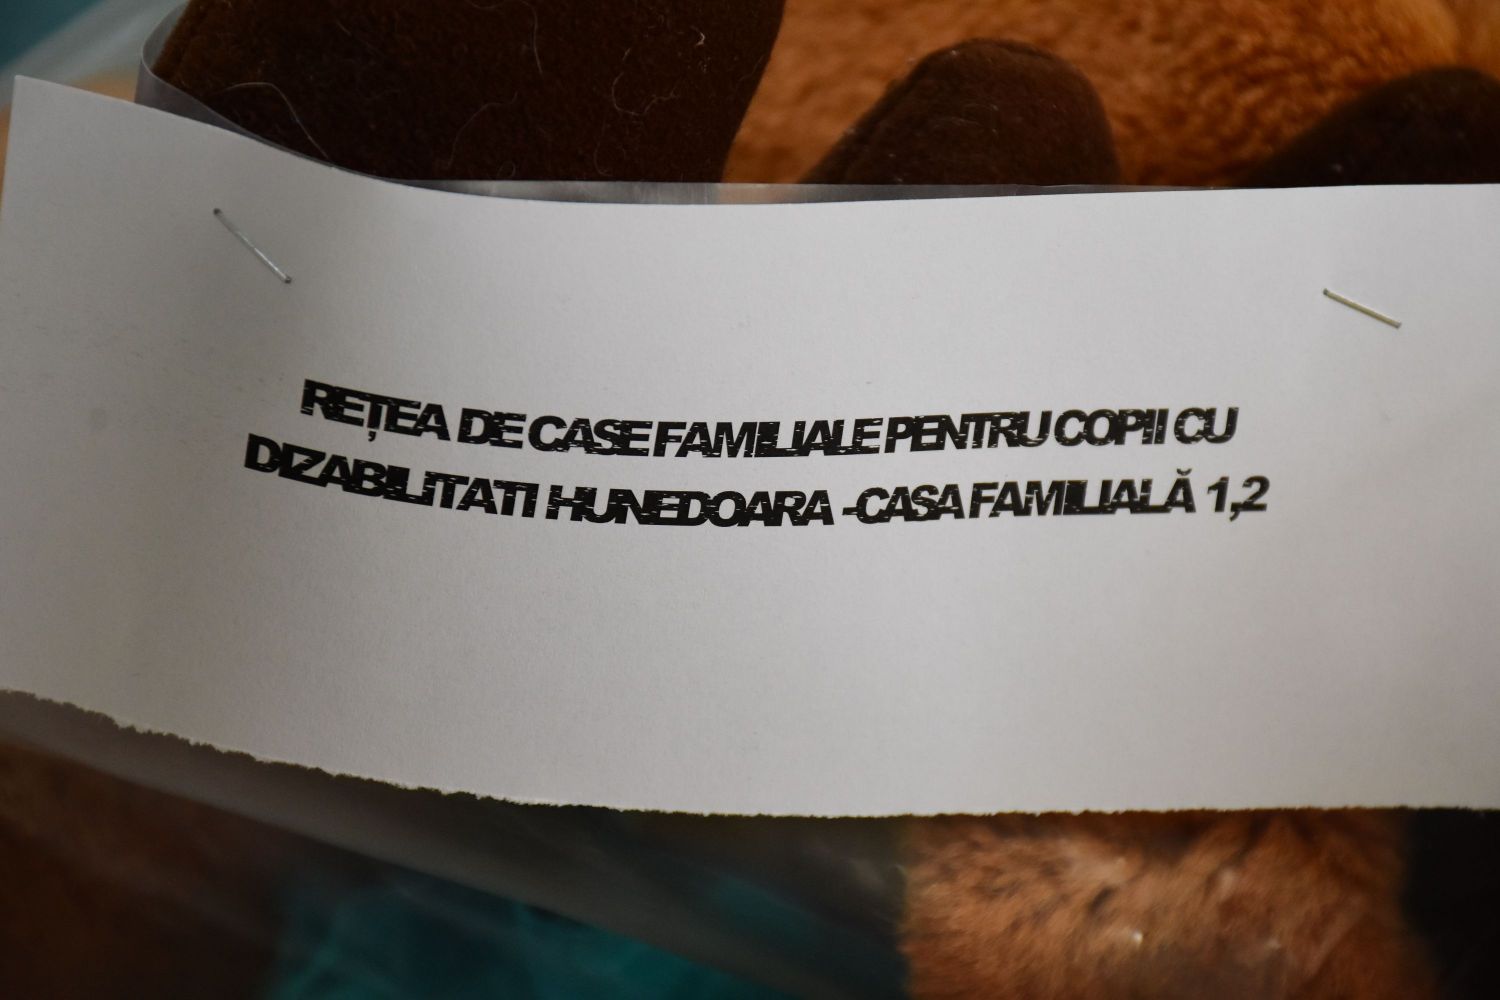 REȚEA DE CASE FAMILIALE PENTRU COPII CU
DIZABILITATI HUNEDOARA -CASA FAMILIALĂ 1,2